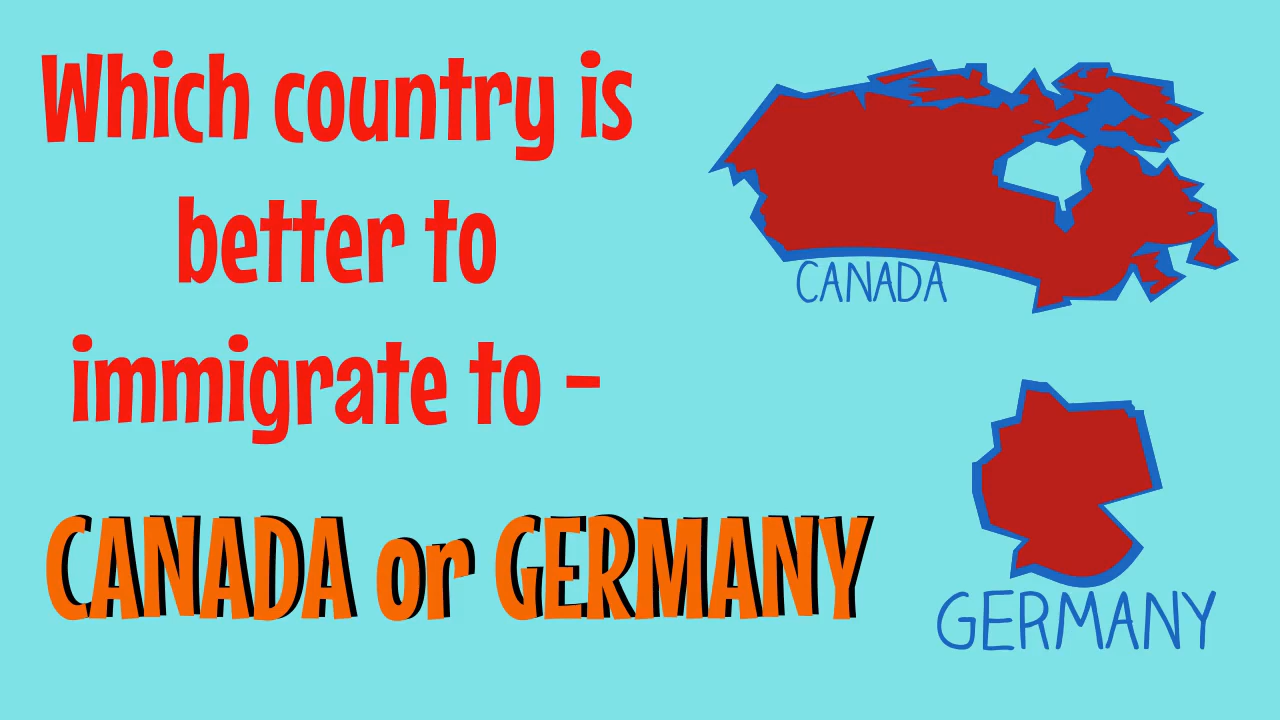 Which country is
better to
immigrate to -
CANADA or GERMANY
CANADA
GERMANY